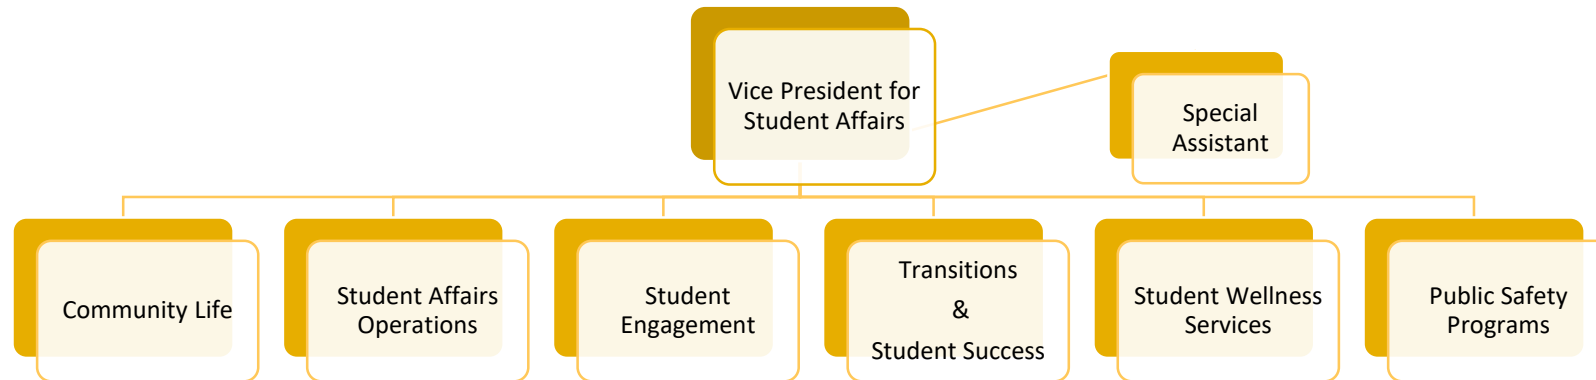 Vice President for
Student Affairs
Special
Assistant
Community Life
Student Affairs
Operations
Student
Engagement
Transitions
&
Student Success
Student Wellness
Services
Public Safety
Programs